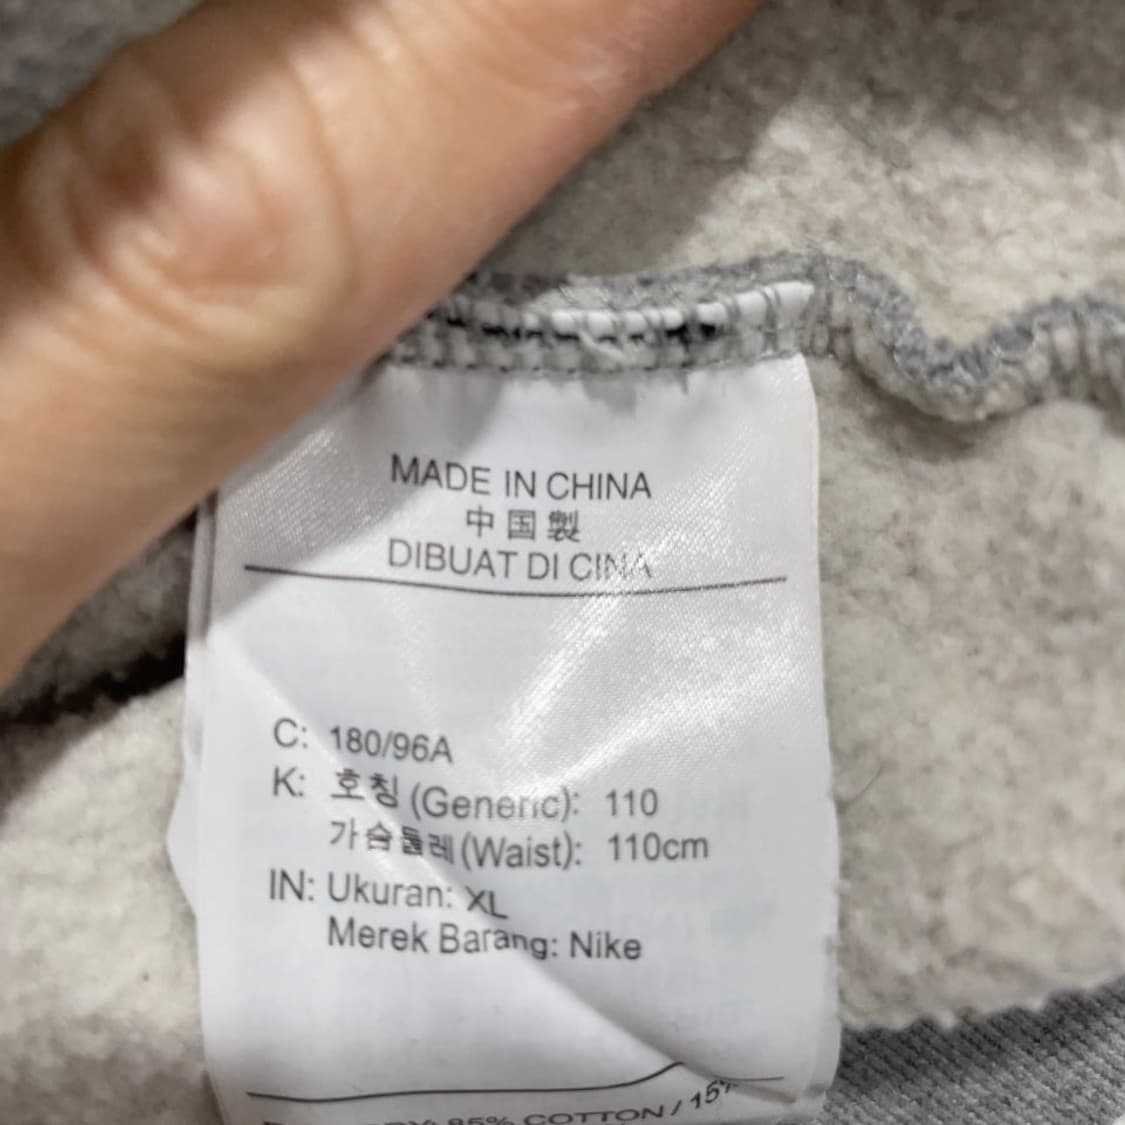 MADE IN CHINA
中国製
DIBUAT DI CINA
C: 180/96A
K: 호칭 (Generic): 110
가슴둘레 (Waist): 110cm
IN: Ukuran: XL
Merek Barang: Nike
85% COTTON / 15%